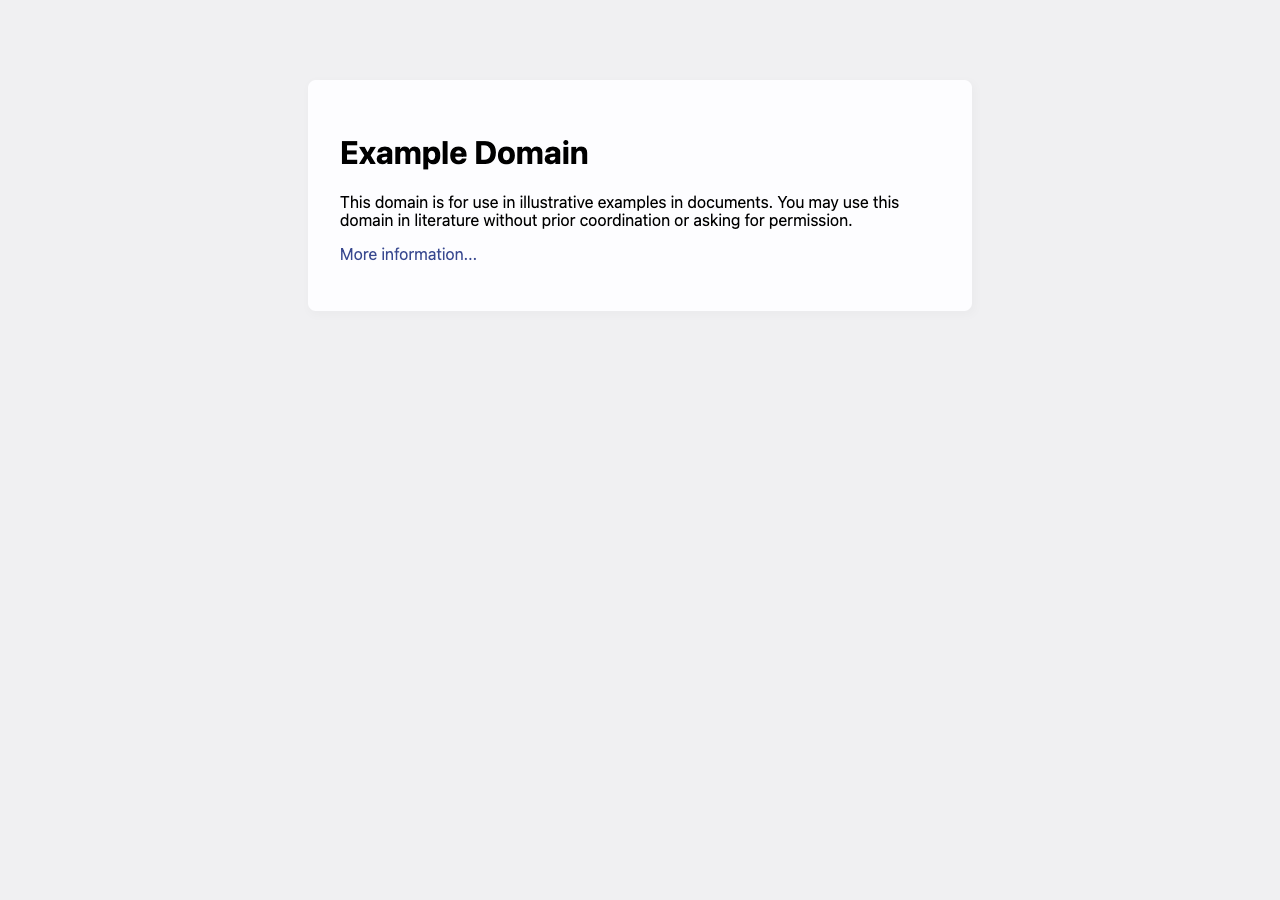 Example Domain
This domain is for use in illustrative examples in documents. You may use this
domain in literature without prior coordination or asking for permission.
More information...